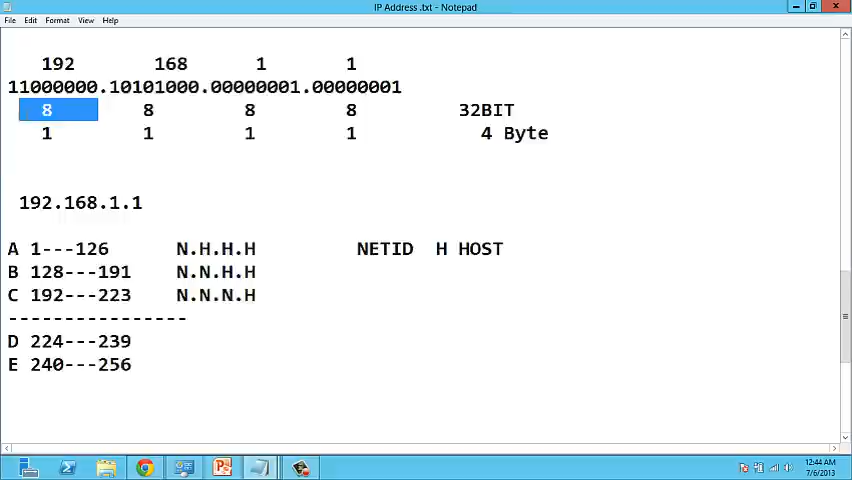 IP Address .txt - Notepad
File Edit Format View Help
192 168 1 1
11000000.10101000.00000001.00000001
8 8 8 8 32BIT
1 1 1 1 4 Byte
192.168.1.1
A 1---126 N.H.H.H NETID H HOST
B 128---191 N.N.H.H
C 192---223 N.N.N.H
----------------
D 224---239
E 240---256
12:44 AM
7/6/2013